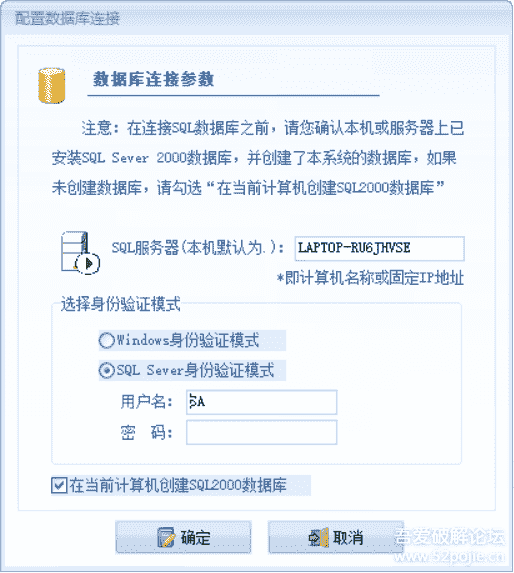 配置数据库连接
数据库连接参数
注意：在连接SQL数据库之前，请您确认本机或服务器上已
安装SQL Sever 2000数据库，并创建了本系统的数据库，如果
未创建数据库，请勾选“在当前计算机创建SQL2000数据库”
SQL服务器(本机默认为.)： LAPTOP-RU6JHVSE
*即计算机名称或固定IP地址
选择身份验证模式
Windows身份验证模式
SQL Sever身份验证模式
用户名： SA
密 码：
在当前计算机创建SQL2000数据库
确定 取消
吾爱破解论坛
www.52pojie.cn